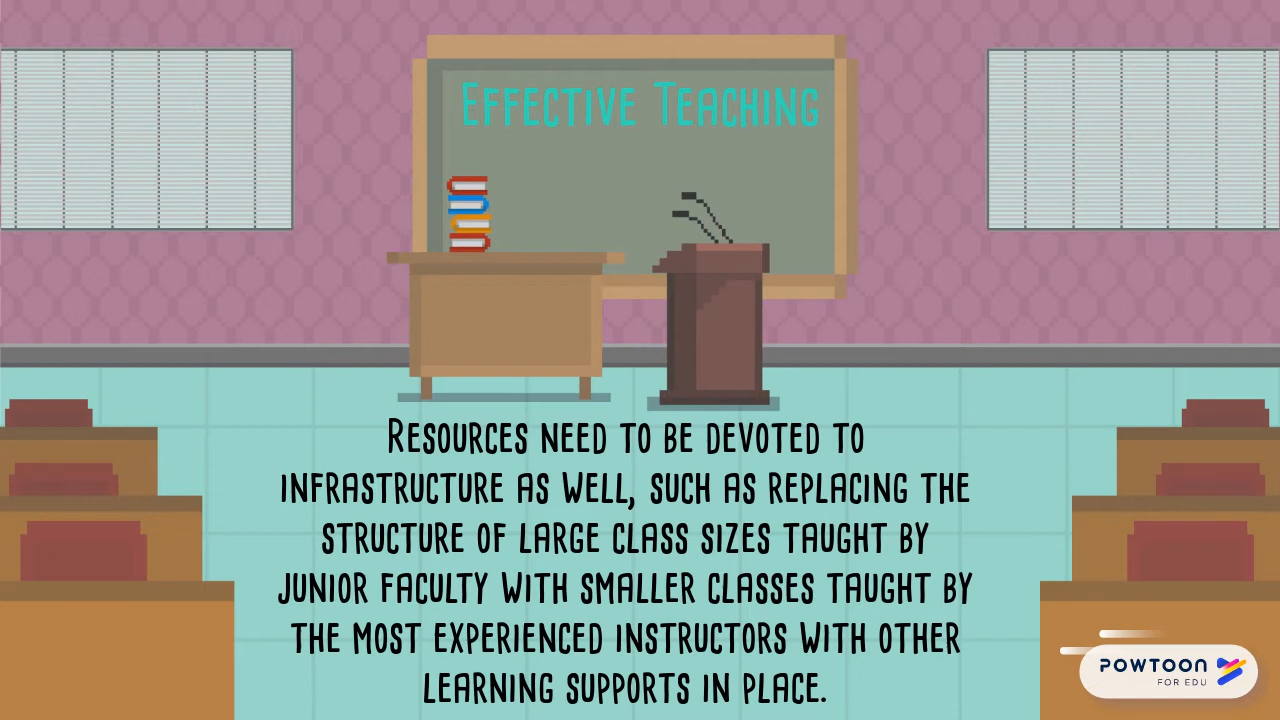 Effective Teaching
Resources need to be devoted to
infrastructure as well, such as replacing the
structure of large class sizes taught by
junior faculty with smaller classes taught by
the most experienced instructors with other
learning supports in place.
POWTOON
FOR EDU